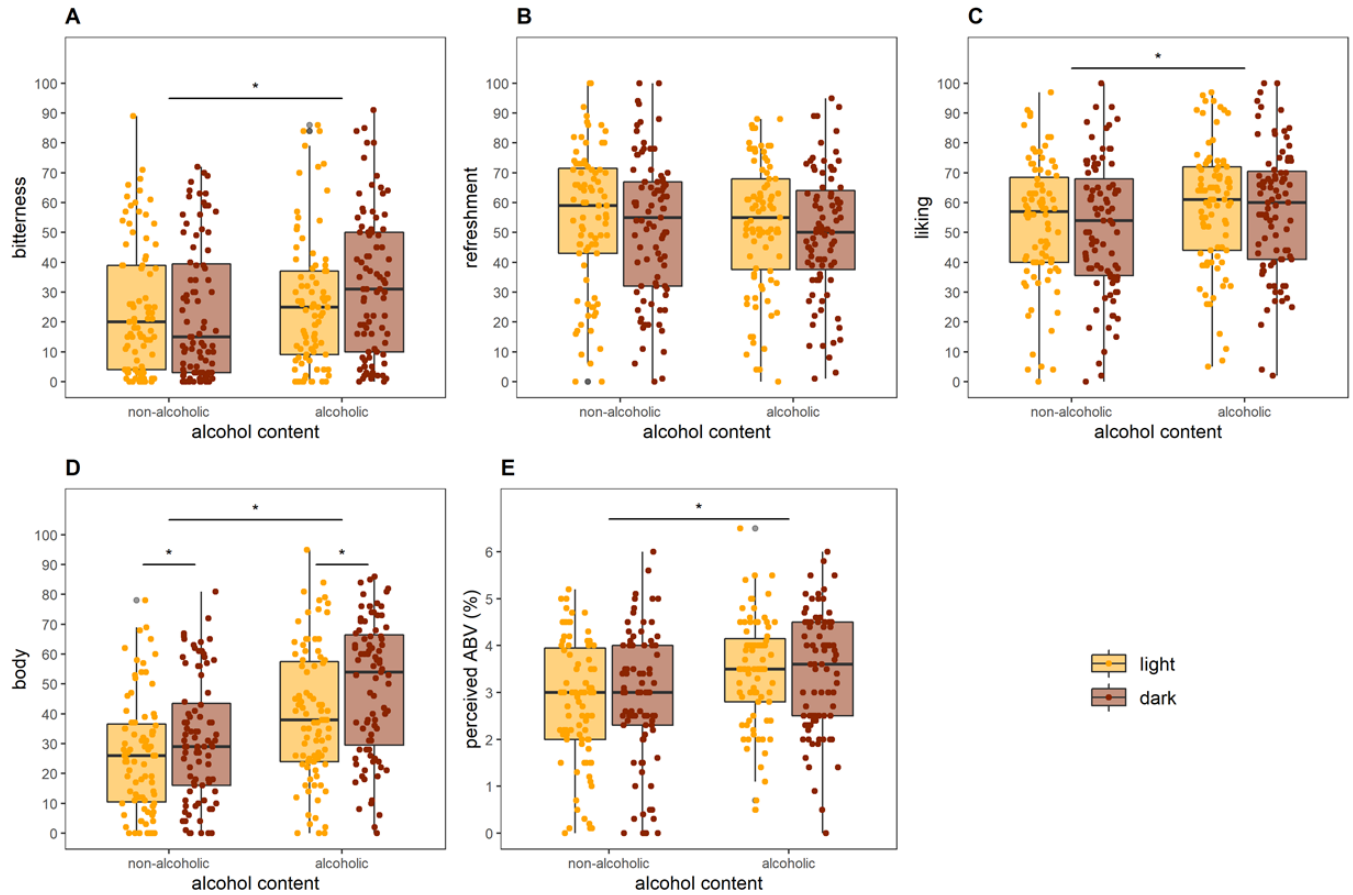 A
bitterness
100
90
80
70
60
50
40
30
20
10
0
*
non-alcoholic
alcoholic
alcohol content
B
refreshment
100
90
80
70
60
50
40
30
20
10
0
non-alcoholic
alcoholic
alcohol content
C
liking
100
90
80
70
60
50
40
30
20
10
0
*
non-alcoholic
alcoholic
alcohol content
D
body
100
90
80
70
60
50
40
30
20
10
0
*
*
*
non-alcoholic
alcoholic
alcohol content
E
perceived ABV (%)
6
5
4
3
2
1
0
*
non-alcoholic
alcoholic
alcohol content
light
dark